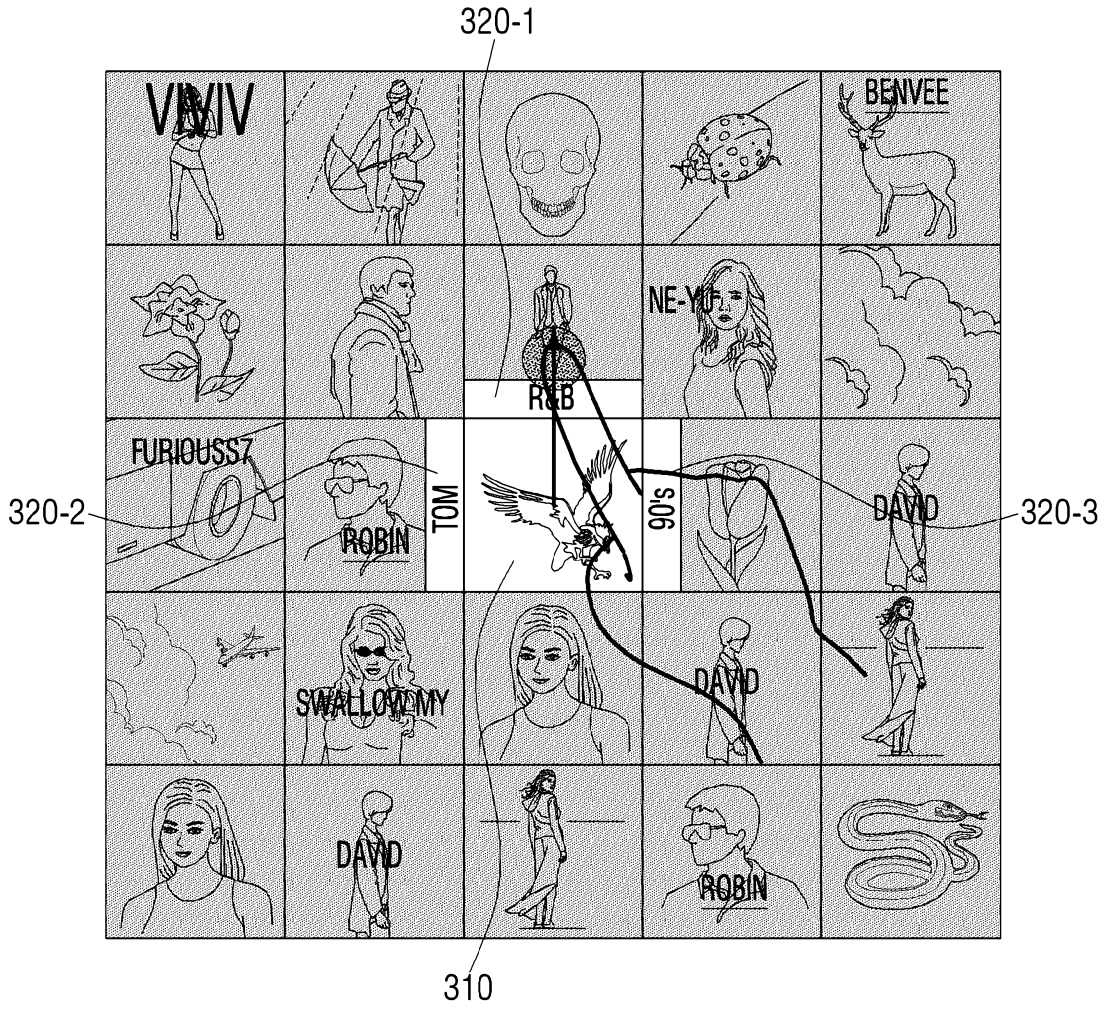 320-1
VIVIV
BENVEE
NE-YU
R&B
FURIOUSS7
320-2
ROBIN
TOM
90's
DAVID
320-3
SWALLOW MY
DAVID
DAVID
ROBIN
310